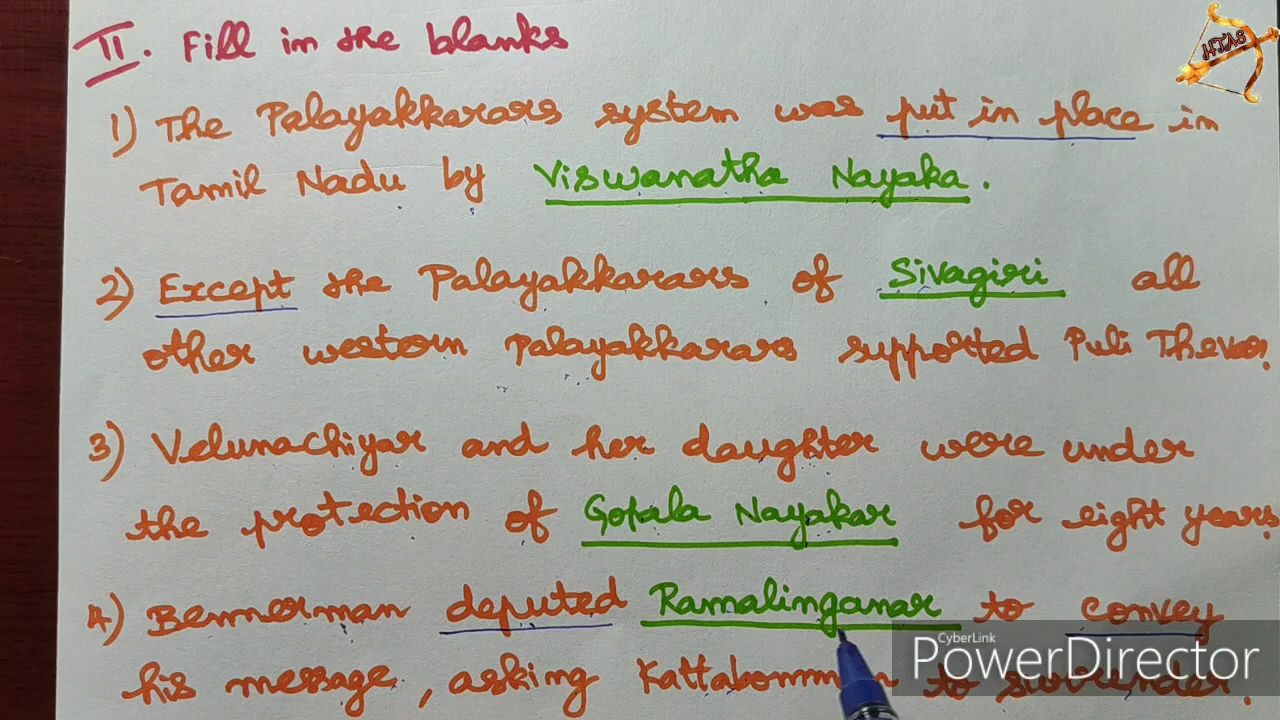 II. Fill in the blanks
HTAS
1) The Palayakkarars system was put in place in
Tamil Nadu by Viswanatha Nayaka.
2) Except the Palayakkarars of Sivagiri all
other western Palayakkarars supported Puli Thevar.
3) Velunachiyar and her daughter were under
the protection of Gopala Nayakar for eight years.
4) Bennerman deputed Ramalinganar to convey
his message, asking Kattabomman to surrender.
CyberLink
PowerDirector